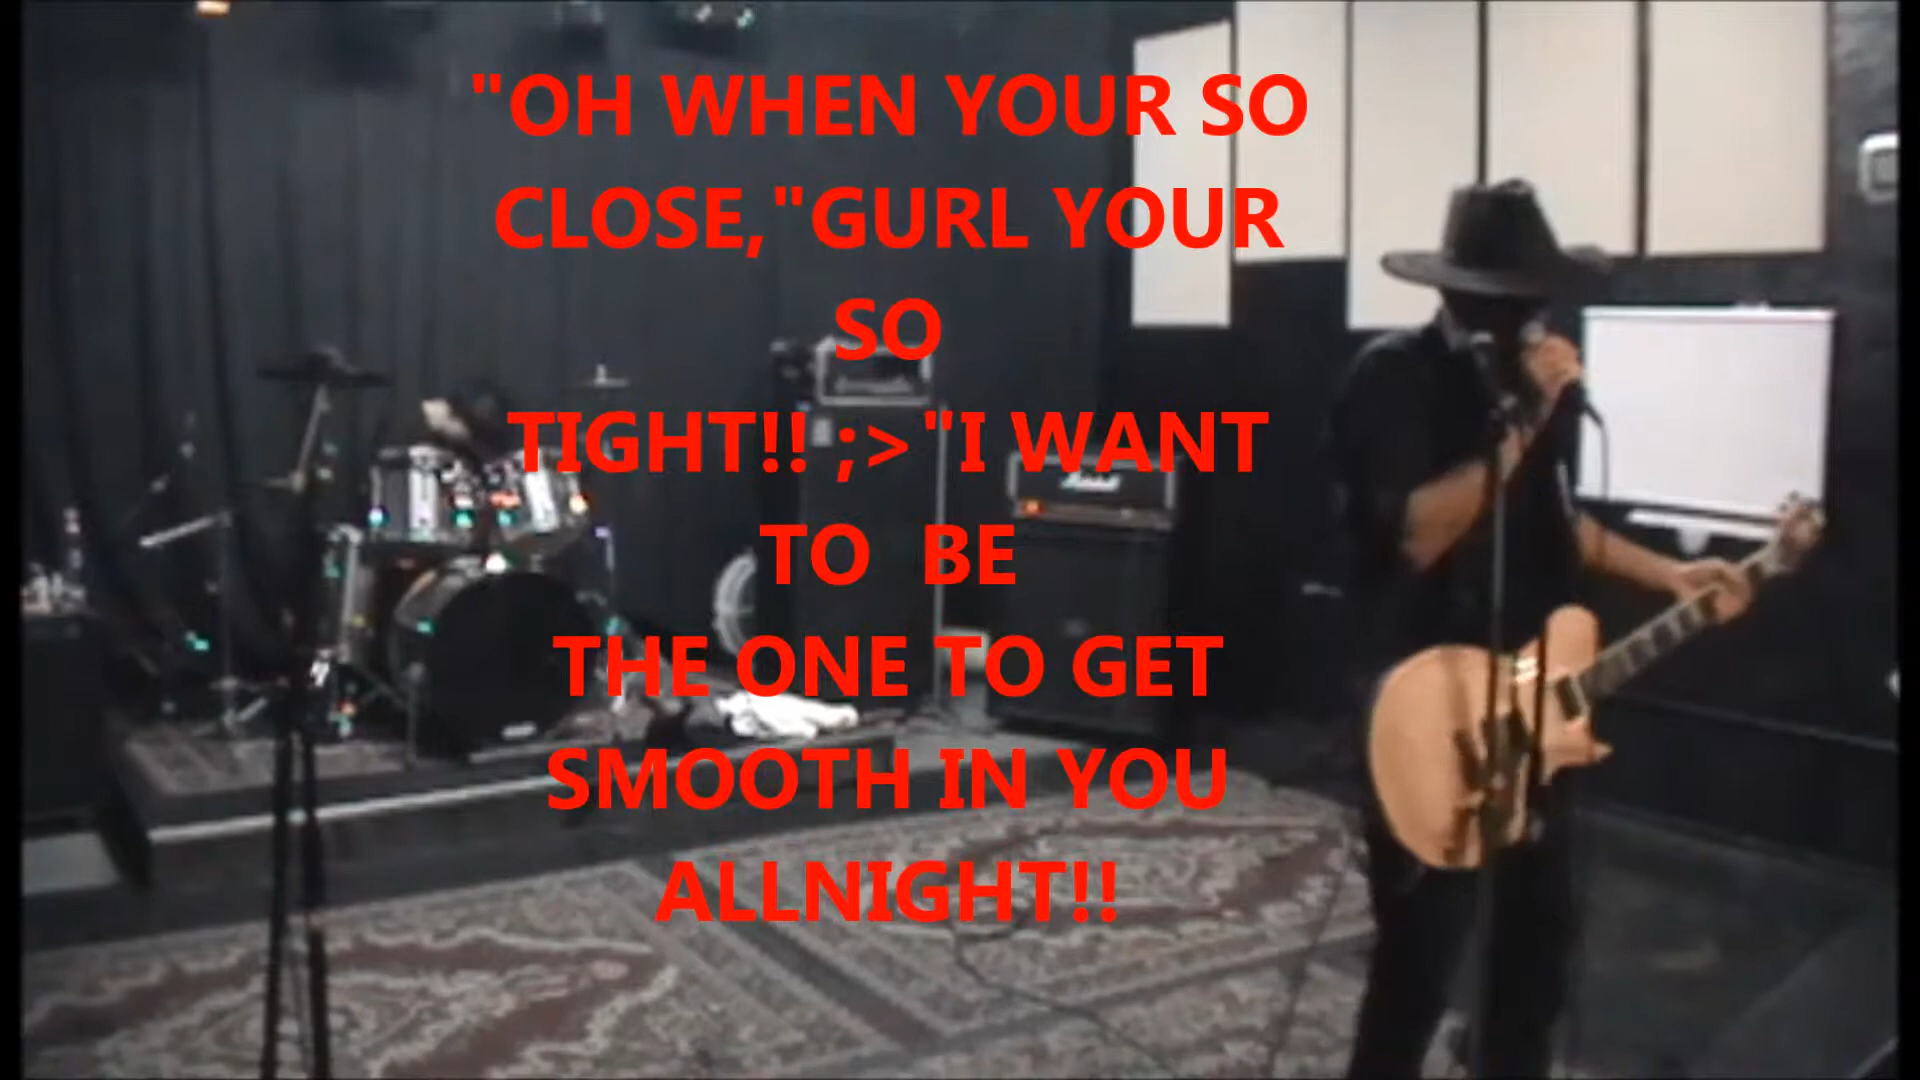 "OH WHEN YOUR SO
CLOSE,"GURL YOUR
SO
TIGHT!! ;> "I WANT
TO  BE
THE ONE TO GET
SMOOTH IN YOU
ALLNIGHT!!
Marshall